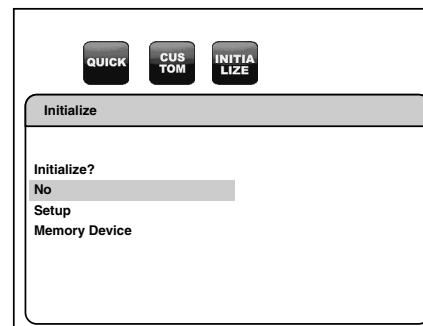 QUICK
CUS
TOM
INITIA
LIZE
Initialize
Initialize?
No
Setup
Memory Device